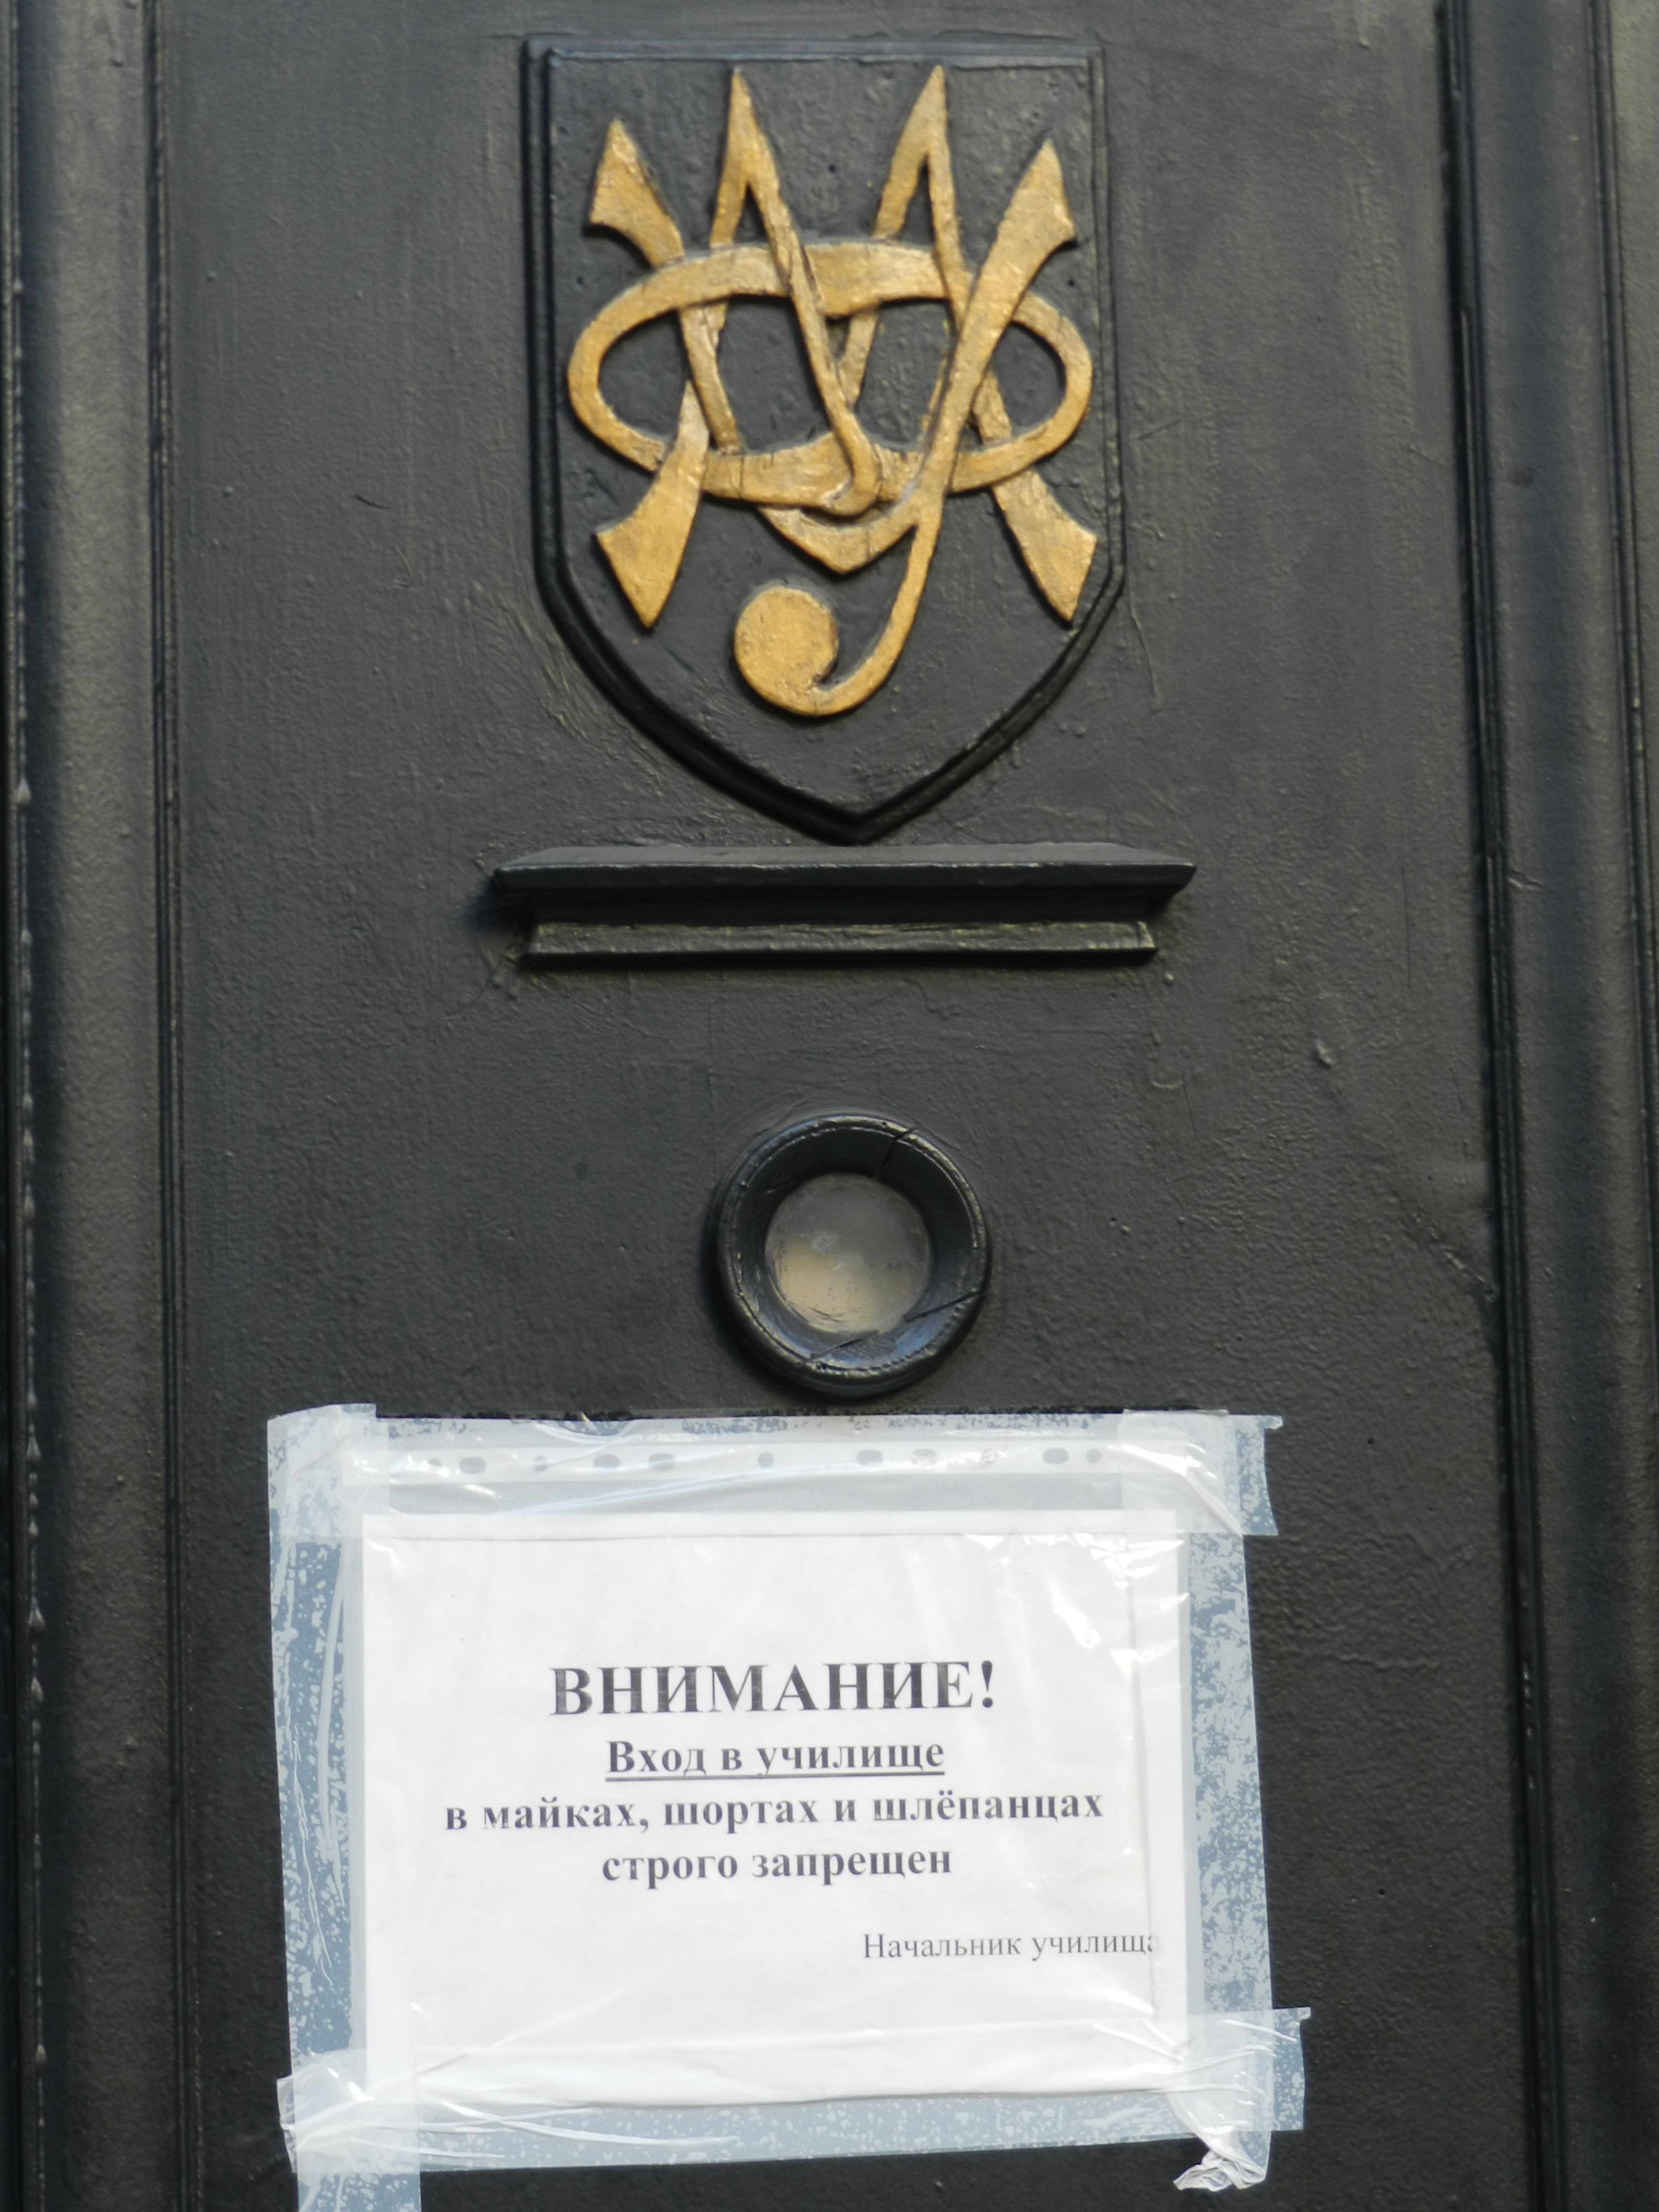 ВНИМАНИЕ!
Вход в училище
в майках, шортах и шлёпанцах
строго запрещен
Начальник училища